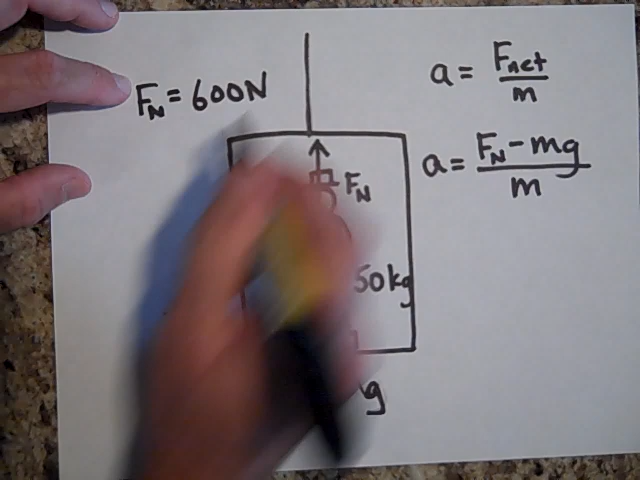 F_N = 600N
a = F_net / m
a = F_N - mg / m
F_N
50kg
g